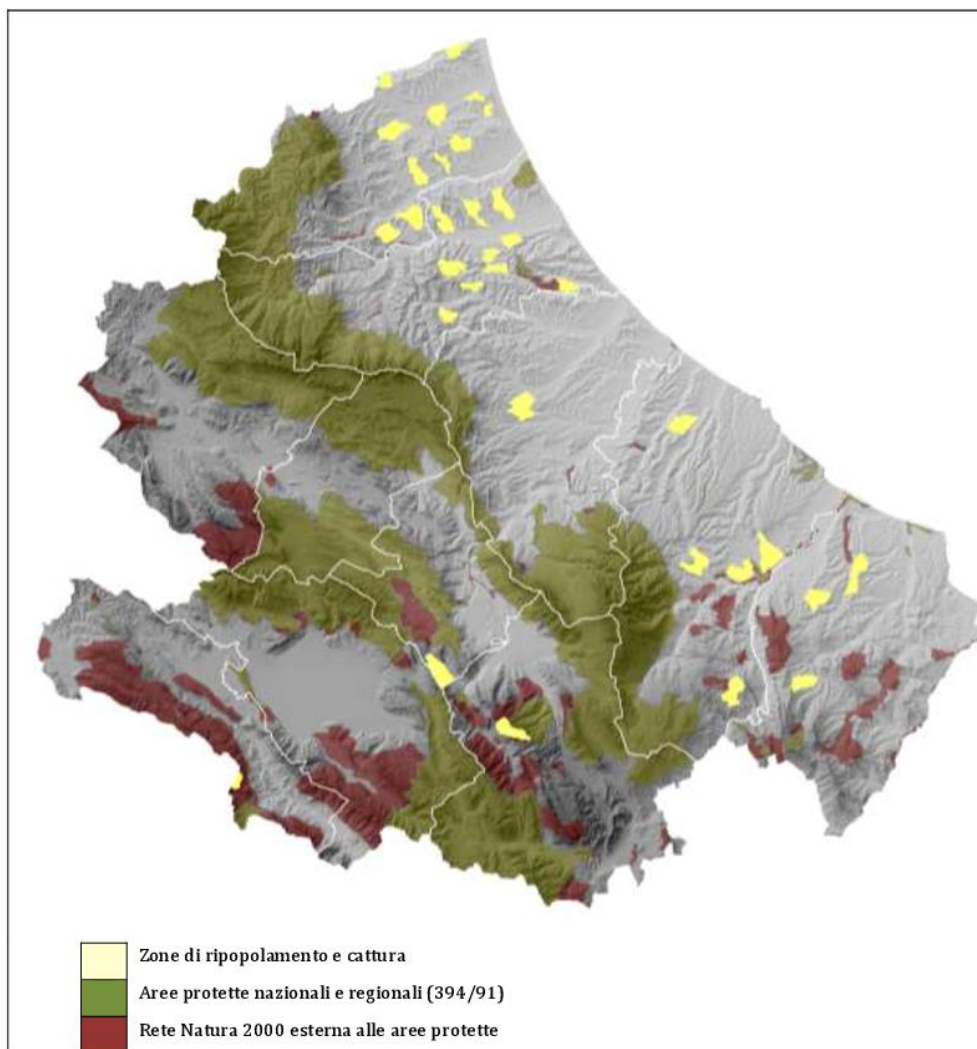 Zone di ripopolamento e cattura
Aree protette nazionali e regionali (394/91)
Rete Natura 2000 esterna alle aree protette